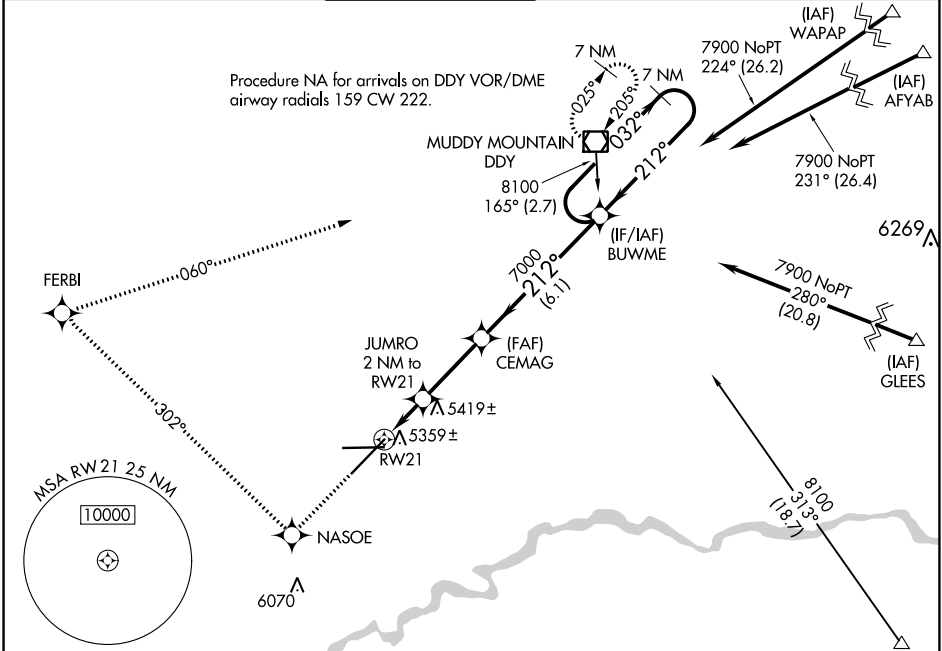 (IAF)
WAPAP
7900 NoPT
224° (26.2)
(IAF)
AFYAB
7 NM
7 NM
Procedure NA for arrivals on DDY VOR/DME
airway radials 159 CW 222.
025°
205°
032°
212°
MUDDY MOUNTAIN
DDY
7900 NoPT
231° (26.4)
8100
165° (2.7)
(IF/IAF)
BUWME
6269
060°
7000
212°
(6.1)
7900 NoPT
280°
(20.8)
FERBI
(FAF)
CEMAG
JUMRO
2 NM to
RW21
(IAF)
GLEES
5419±
302°
5359±
RW21
MSA RW21 25 NM
10000
8100
313°
(18.7)
NASOE
6070